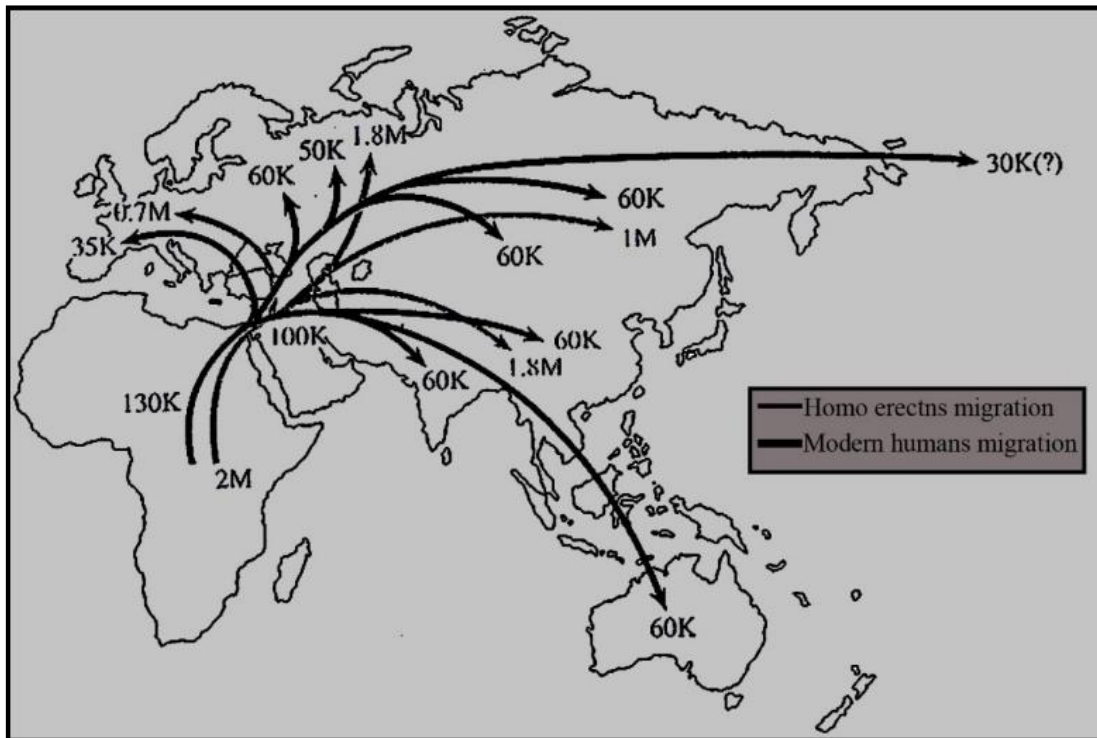 1.8M
50K
60K
30K(?)
60K
0.7M
35K
60K
1M
100K
60K
1.8M
60K
130K
2M
Homo erectns migration
Modern humans migration
60K